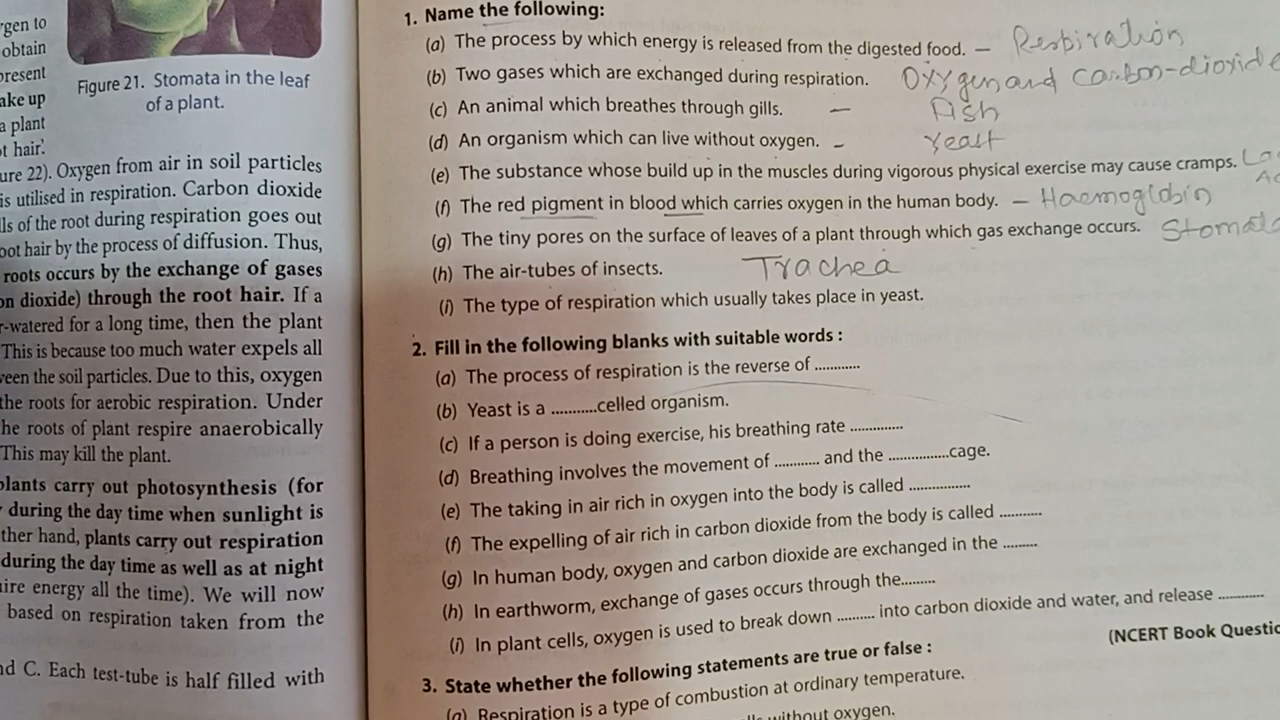 gen to
obtain
present
ake up
a plant
t hair.
Figure 21. Stomata in the leaf
of a plant.
ure 22). Oxygen from air in soil particles
is utilised in respiration. Carbon dioxide
lls of the root during respiration goes out
oot hair by the process of diffusion. Thus,
roots occurs by the exchange of gases
on dioxide) through the root hair. If a
r-watered for a long time, then the plant
This is because too much water expels all
veen the soil particles. Due to this, oxygen
the roots for aerobic respiration. Under
he roots of plant respire anaerobically
This may kill the plant.
plants carry out photosynthesis (for
during the day time when sunlight is
ther hand, plants carry out respiration
during the day time as well as at night
uire energy all the time). We will now
based on respiration taken from the
nd C. Each test-tube is half filled with
1. Name the following:
(a) The process by which energy is released from the digested food. – Respiration
(b) Two gases which are exchanged during respiration. Oxygen and Carbon-dioxide
(c) An animal which breathes through gills. – Fish
(d) An organism which can live without oxygen. – Yeast
(e) The substance whose build up in the muscles during vigorous physical exercise may cause cramps. La
Ac
(f) The red pigment in blood which carries oxygen in the human body. – Haemoglobin
(g) The tiny pores on the surface of leaves of a plant through which gas exchange occurs. Stomata
(h) The air-tubes of insects. Trachea
(i) The type of respiration which usually takes place in yeast.
2. Fill in the following blanks with suitable words :
(a) The process of respiration is the reverse of ............
(b) Yeast is a ...........celled organism.
(c) If a person is doing exercise, his breathing rate ..............
(d) Breathing involves the movement of ............ and the ................cage.
(e) The taking in air rich in oxygen into the body is called ................
(f) The expelling of air rich in carbon dioxide from the body is called ...........
(g) In human body, oxygen and carbon dioxide are exchanged in the .........
(h) In earthworm, exchange of gases occurs through the.........
(i) In plant cells, oxygen is used to break down .......... into carbon dioxide and water, and release ............
(NCERT Book Questio
3. State whether the following statements are true or false :
(a) Respiration is a type of combustion at ordinary temperature.
without oxygen.